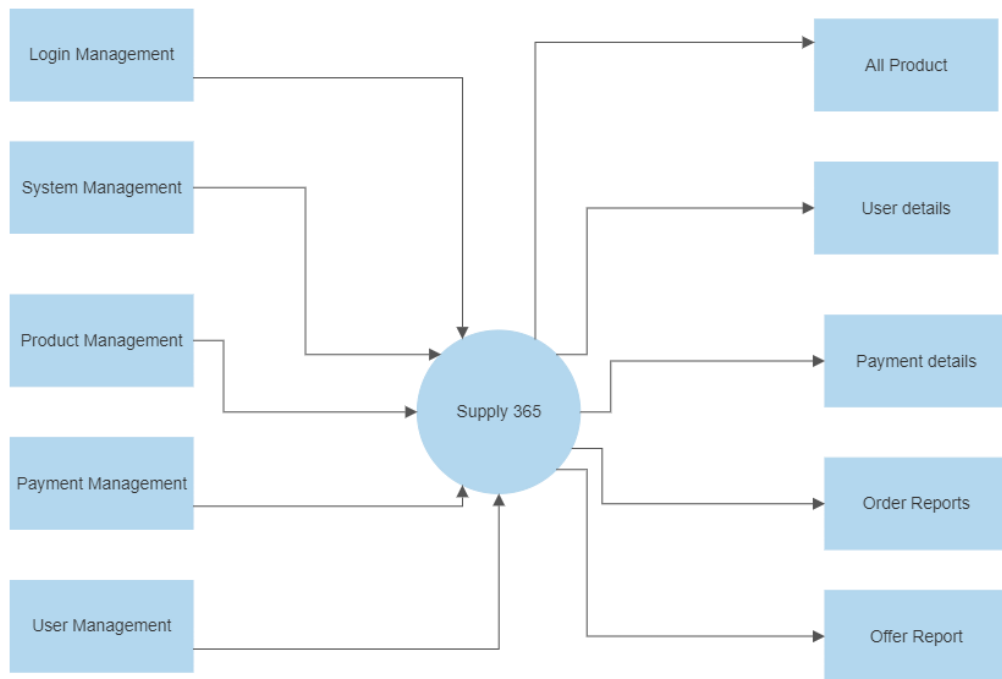 Login Management
All Product
System Management
User details
Product Management
Payment details
Supply 365
Payment Management
Order Reports
User Management
Offer Report